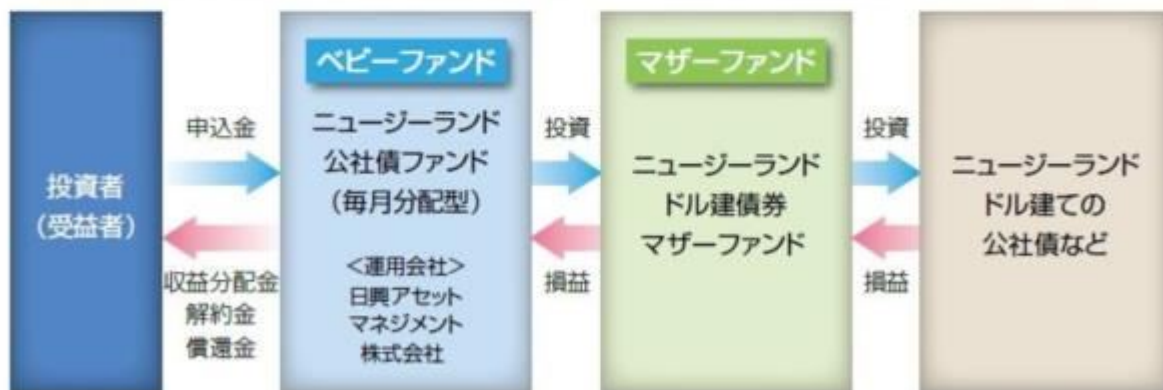 投資者
(受益者)
申込金
収益分配金
解約金
償還金
ベビーファンド
ニュージーランド
公社債ファンド
(毎月分配型)
<運用会社>
日興アセット
マネジメント
株式会社
投資
損益
マザーファンド
ニュージーランド
ドル建債券
マザーファンド
投資
損益
ニュージーランド
ドル建ての
公社債など